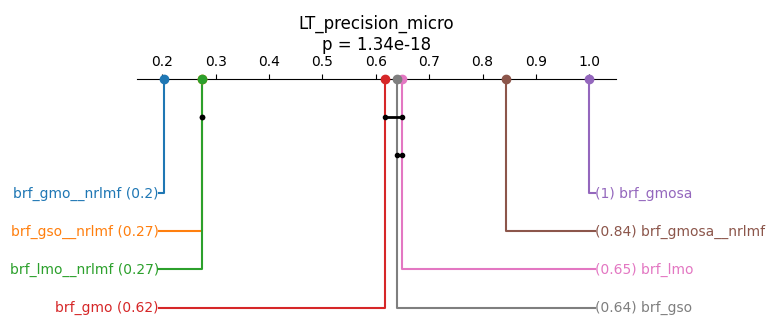 LT_precision_micro
p = 1.34e-18
0.2 0.3 0.4 0.5 0.6 0.7 0.8 0.9 1.0
brf_gmo__nrlmf (0.2) (1) brf_gmosa
brf_gso__nrlmf (0.27) (0.84) brf_gmosa__nrlmf
brf_lmo__nrlmf (0.27) (0.65) brf_lmo
brf_gmo (0.62) (0.64) brf_gso